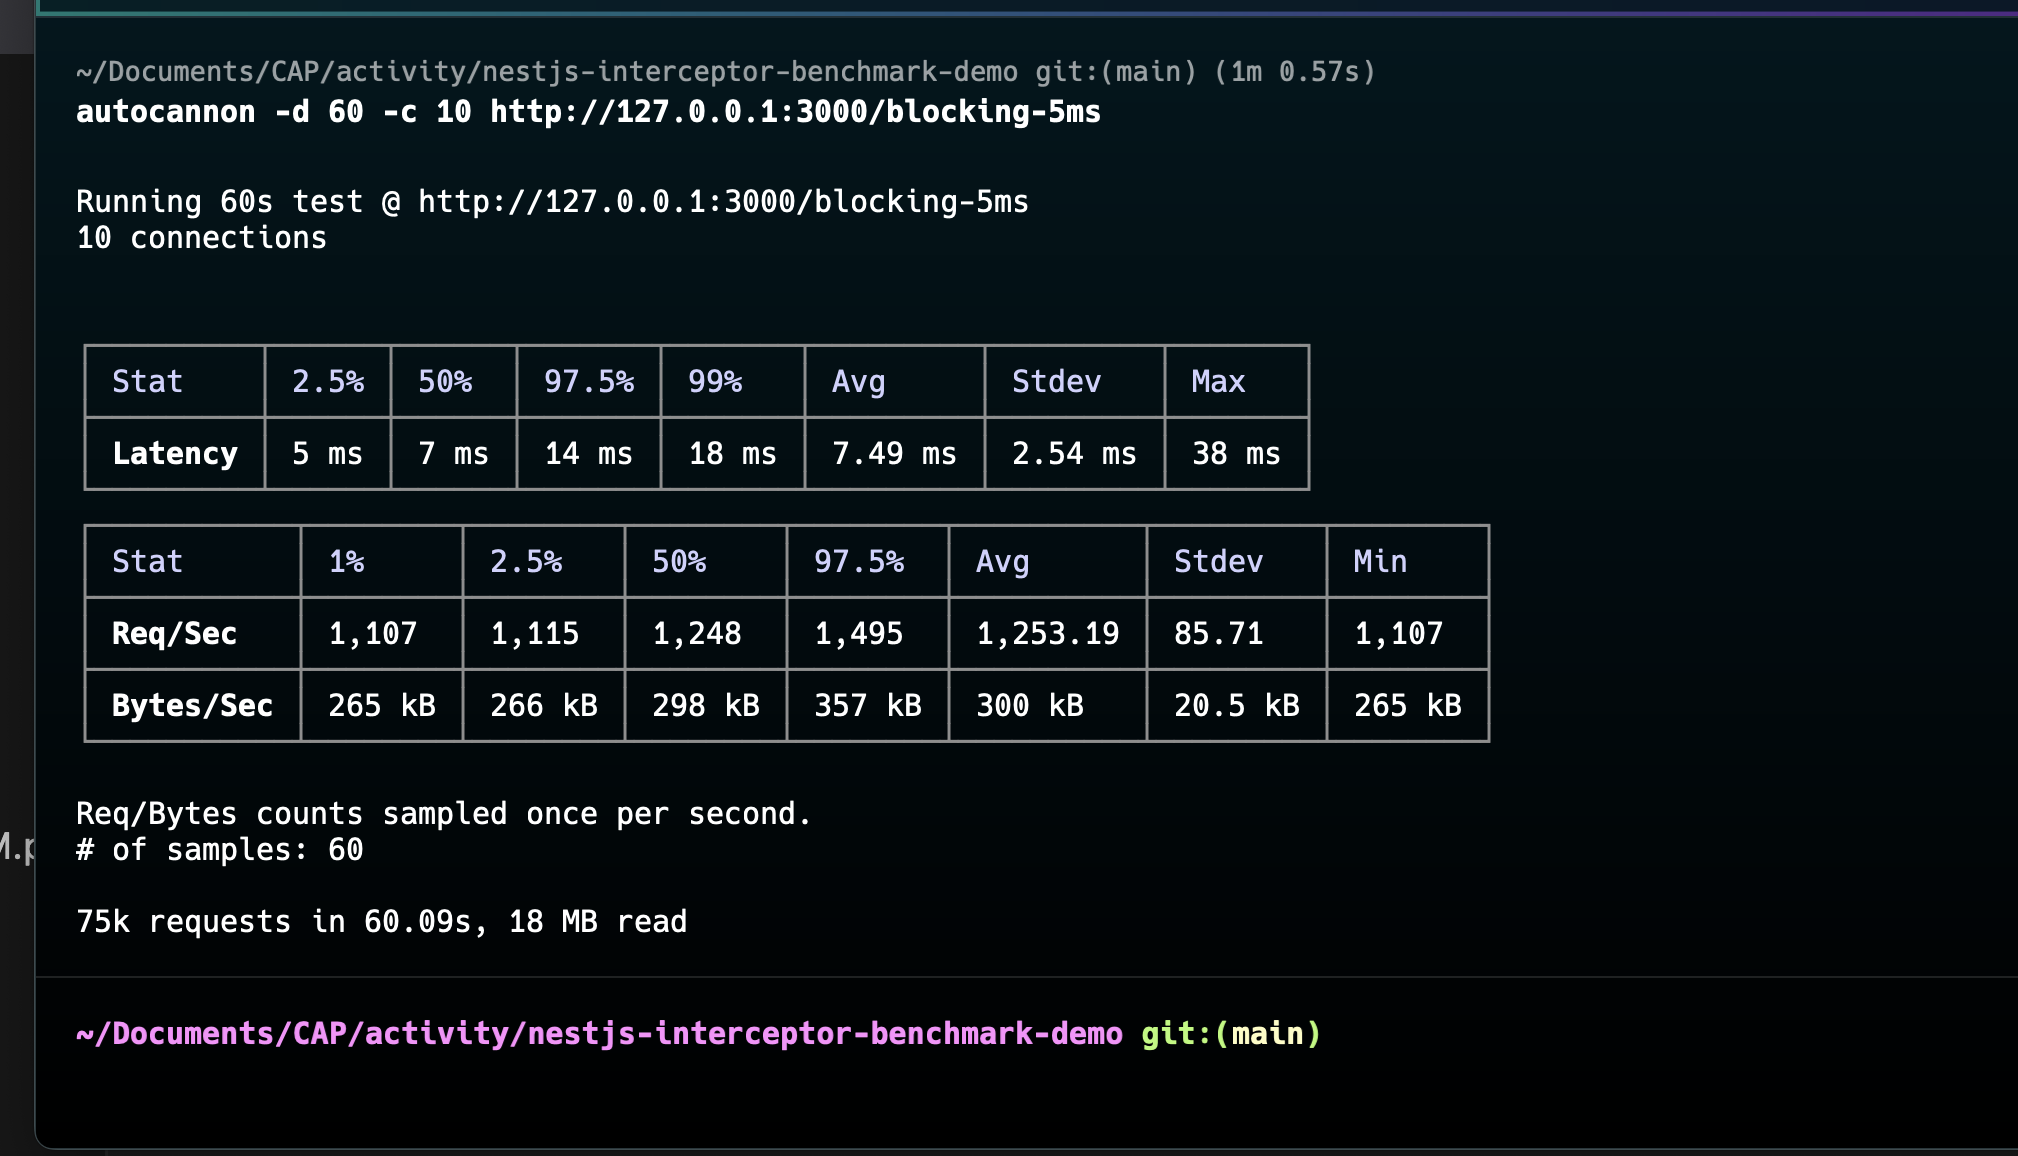 ~/Documents/CAP/activity/nestjs-interceptor-benchmark-demo git:(main) (1m 0.57s)
autocannon -d 60 -c 10 http://127.0.0.1:3000/blocking-5ms
Running 60s test @ http://127.0.0.1:3000/blocking-5ms
10 connections
Stat 2.5% 50% 97.5% 99% Avg Stdev Max
Latency 5 ms 7 ms 14 ms 18 ms 7.49 ms 2.54 ms 38 ms
Stat 1% 2.5% 50% 97.5% Avg Stdev Min
Req/Sec 1,107 1,115 1,248 1,495 1,253.19 85.71 1,107
Bytes/Sec 265 kB 266 kB 298 kB 357 kB 300 kB 20.5 kB 265 kB
Req/Bytes counts sampled once per second.
# of samples: 60
75k requests in 60.09s, 18 MB read
~/Documents/CAP/activity/nestjs-interceptor-benchmark-demo git:(main)